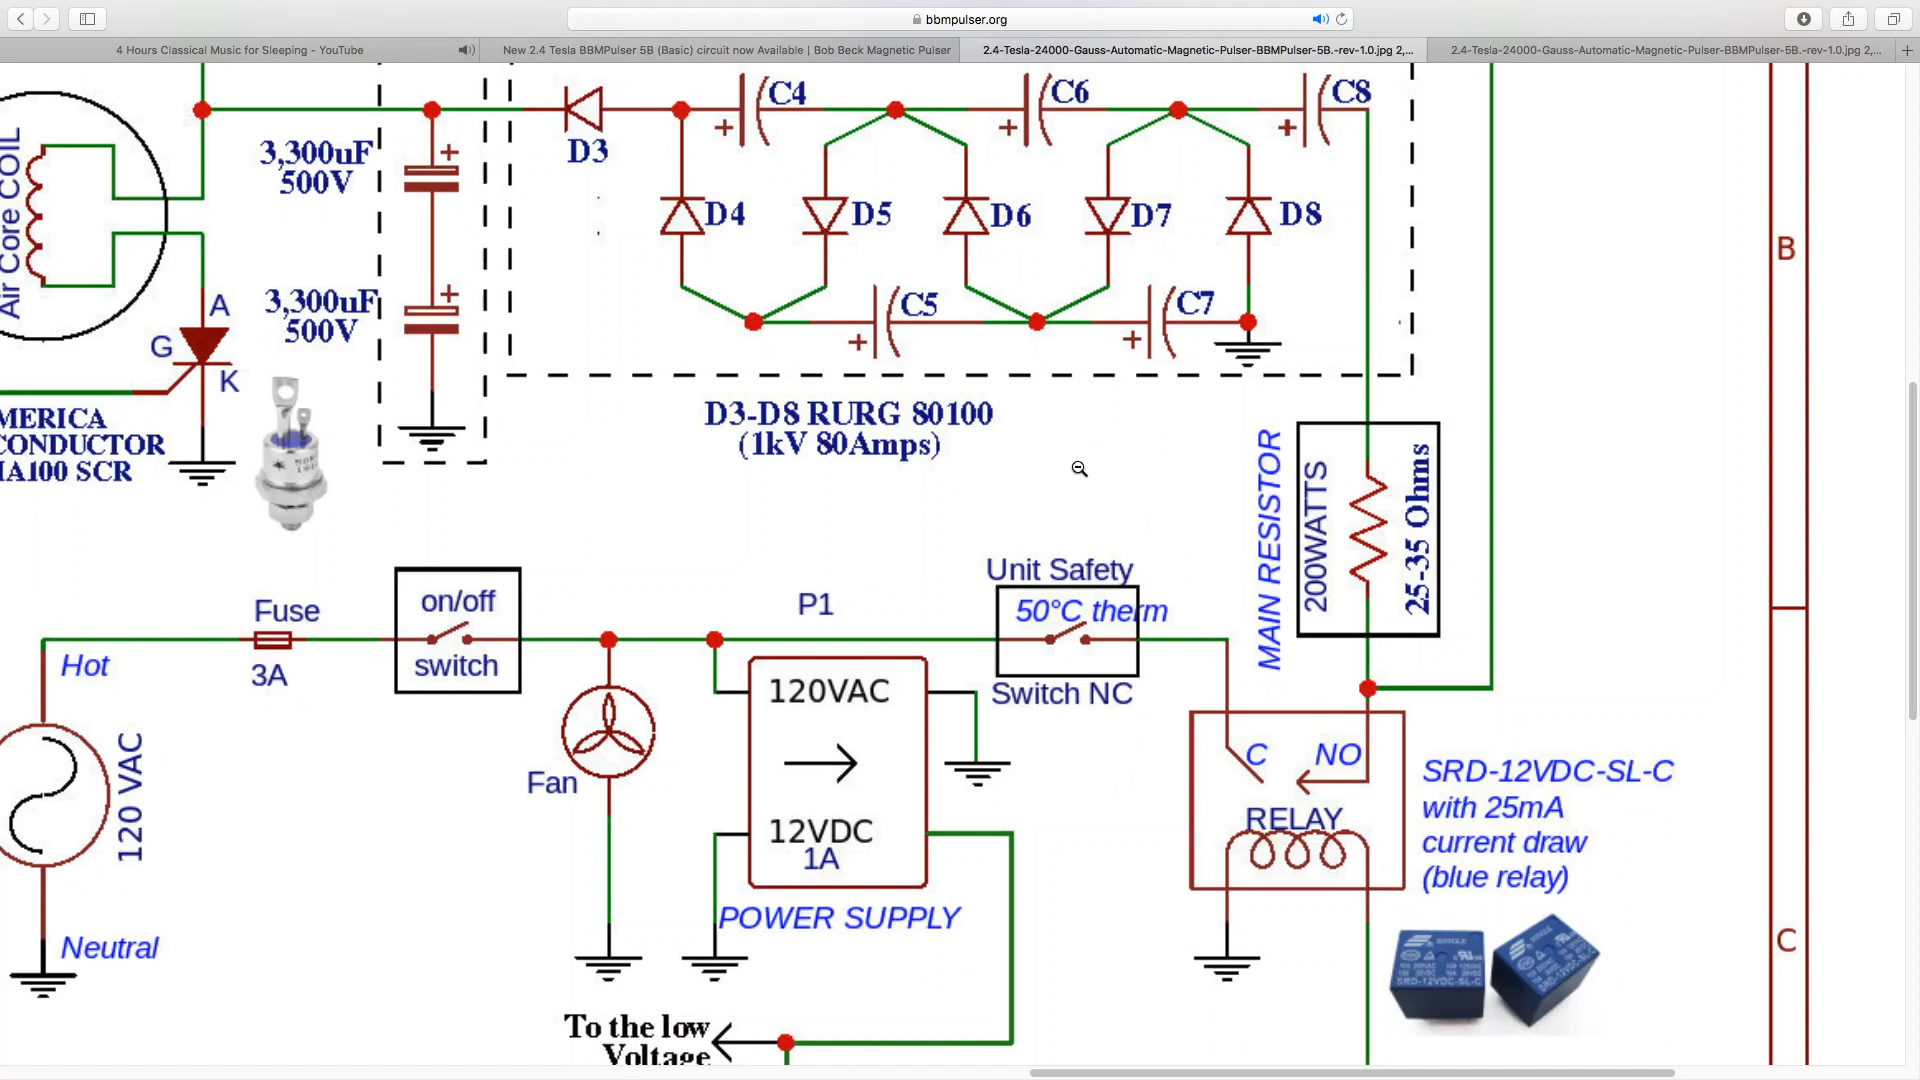 bbmpulser.org
4 Hours Classical Music for Sleeping - YouTube
New 2.4 Tesla BBMPulser 5B (Basic) circuit now Available | Bob Beck Magnetic Pulser
2.4-Tesla-24000-Gauss-Automatic-Magnetic-Pulser-BBMPulser-5B.-rev-1.0.jpg 2,...
2.4-Tesla-24000-Gauss-Automatic-Magnetic-Pulser-BBMPulser-5B.-rev-1.0.jpg 2,...
C4
C6
C8
+
+
+
D3
3,300uF
500V
+
Air Core COIL
D4
D5
D6
D7
D8
B
3,300uF
500V
+
C5
C7
+
+
A
G
K
MERICA
CONDUCTOR
IA100 SCR
D3-D8 RURG 80100
(1kV 80Amps)
MAIN RESISTOR
200WATTS
25-35 Ohms
Unit Safety
50°C therm
Switch NC
Fuse
3A
on/off
switch
P1
Hot
120 VAC
Neutral
Fan
120VAC
12VDC
1A
POWER SUPPLY
C
NO
RELAY
SRD-12VDC-SL-C
with 25mA
current draw
(blue relay)
SONGLE
SRD-12VDC-SL-C
C
To the low
Voltage